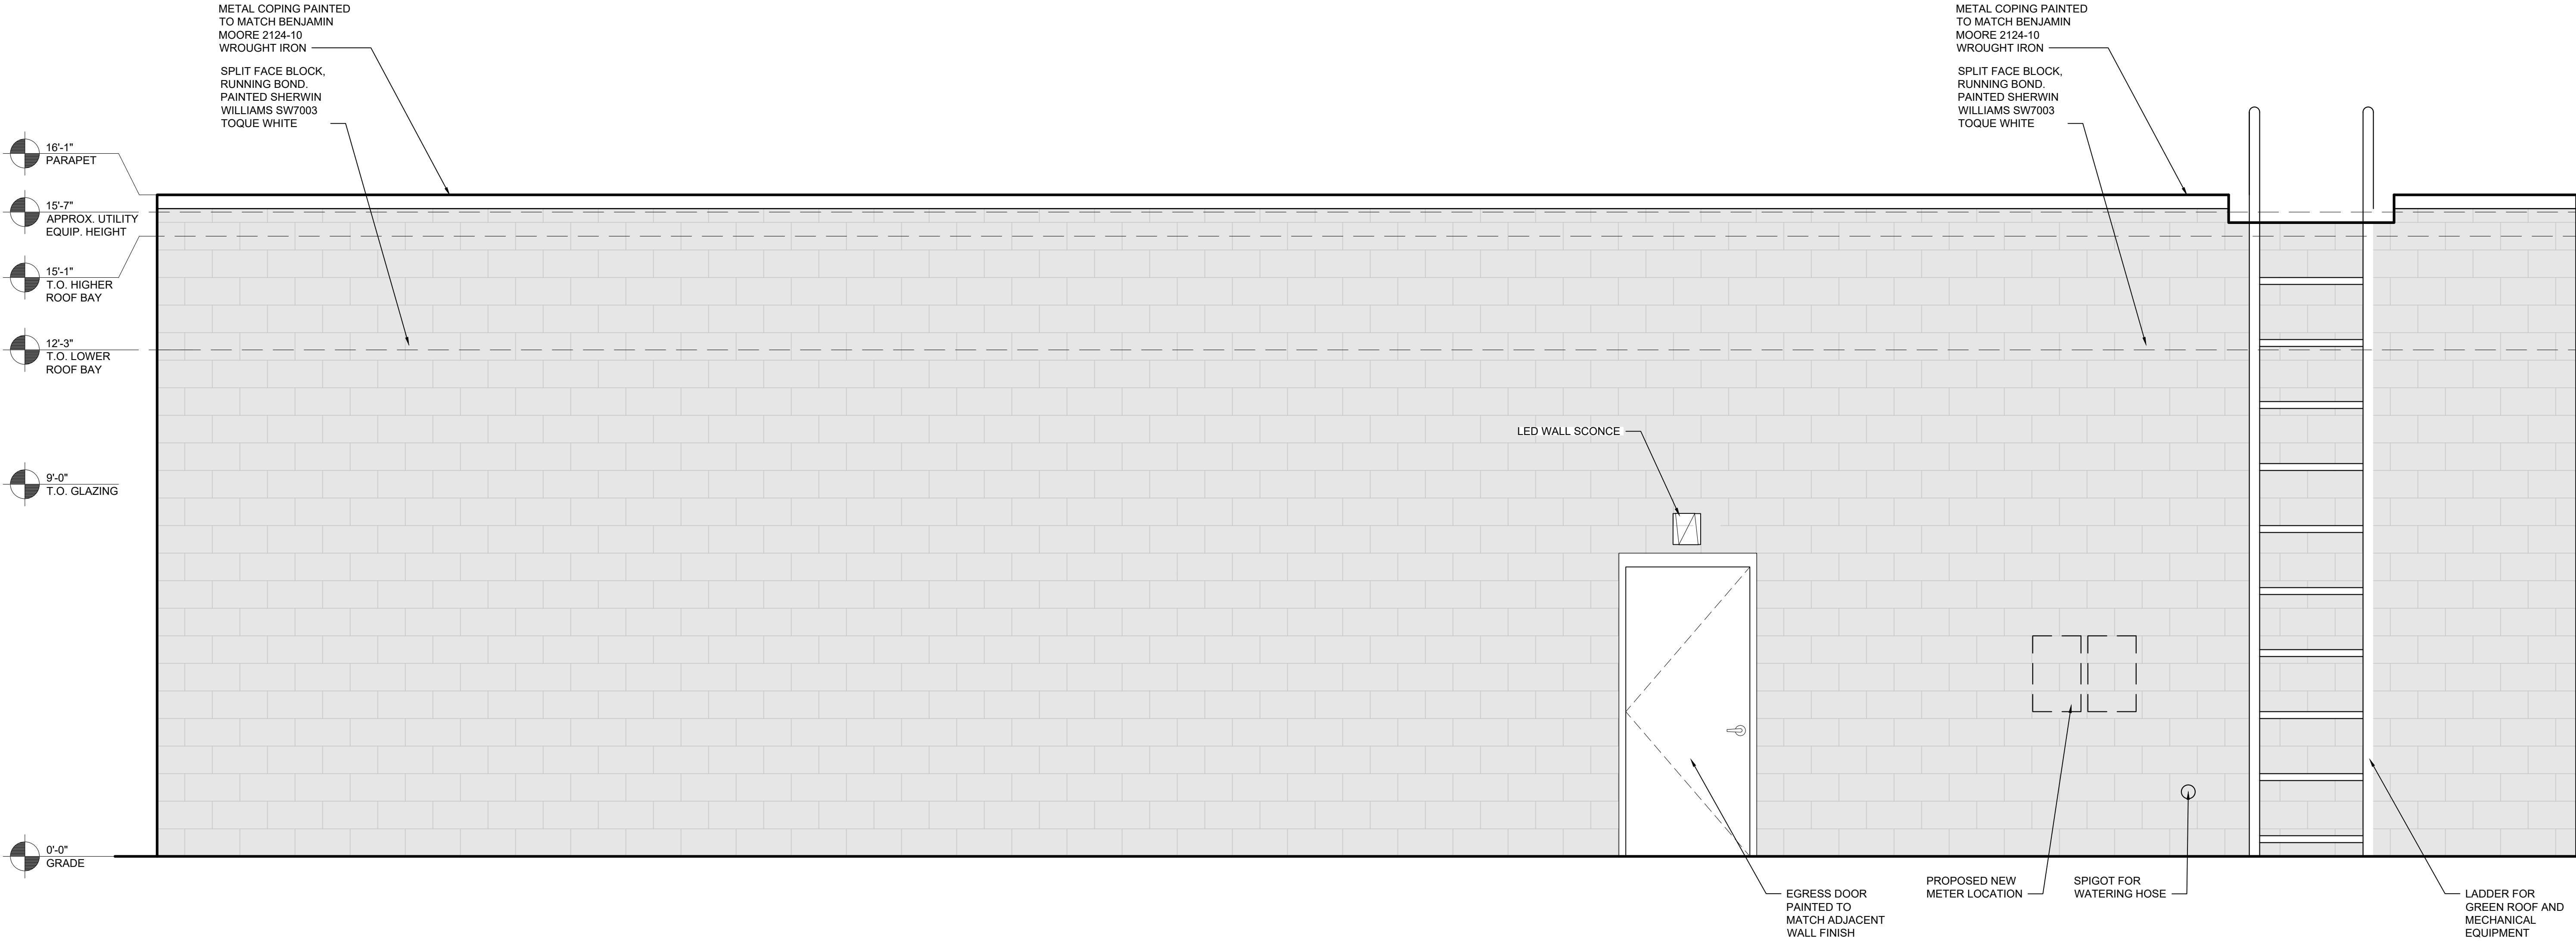 METAL COPING PAINTED
TO MATCH BENJAMIN
MOORE 2124-10
WROUGHT IRON
SPLIT FACE BLOCK,
RUNNING BOND.
PAINTED SHERWIN
WILLIAMS SW7003
TOQUE WHITE
METAL COPING PAINTED
TO MATCH BENJAMIN
MOORE 2124-10
WROUGHT IRON
SPLIT FACE BLOCK,
RUNNING BOND.
PAINTED SHERWIN
WILLIAMS SW7003
TOQUE WHITE
16'-1"
PARAPET
15'-7"
APPROX. UTILITY
EQUIP. HEIGHT
15'-1"
T.O. HIGHER
ROOF BAY
12'-3"
T.O. LOWER
ROOF BAY
9'-0"
T.O. GLAZING
0'-0"
GRADE
LED WALL SCONCE
EGRESS DOOR
PAINTED TO
MATCH ADJACENT
WALL FINISH
PROPOSED NEW
METER LOCATION
SPIGOT FOR
WATERING HOSE
LADDER FOR
GREEN ROOF AND
MECHANICAL
EQUIPMENT